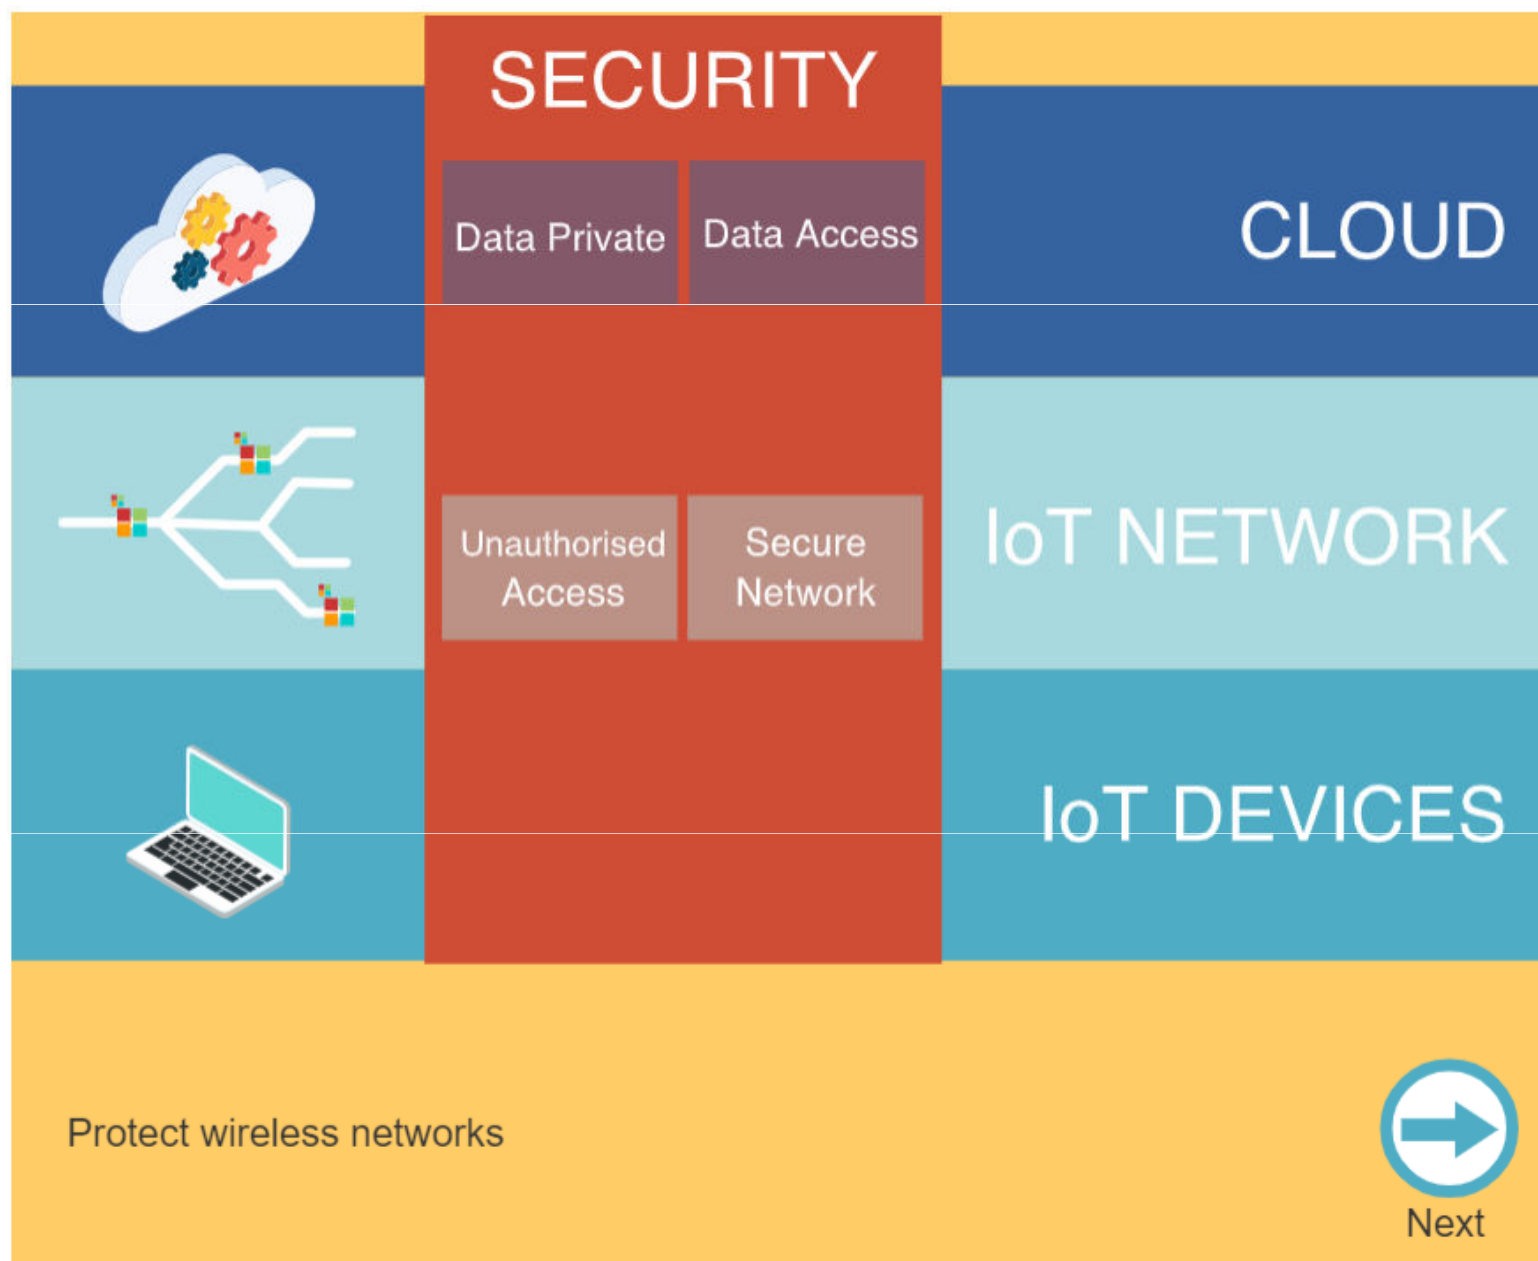 SECURITY
Data Private
Data Access
CLOUD
Unauthorised
Access
Secure
Network
IoT NETWORK
IoT DEVICES
Protect wireless networks
Next